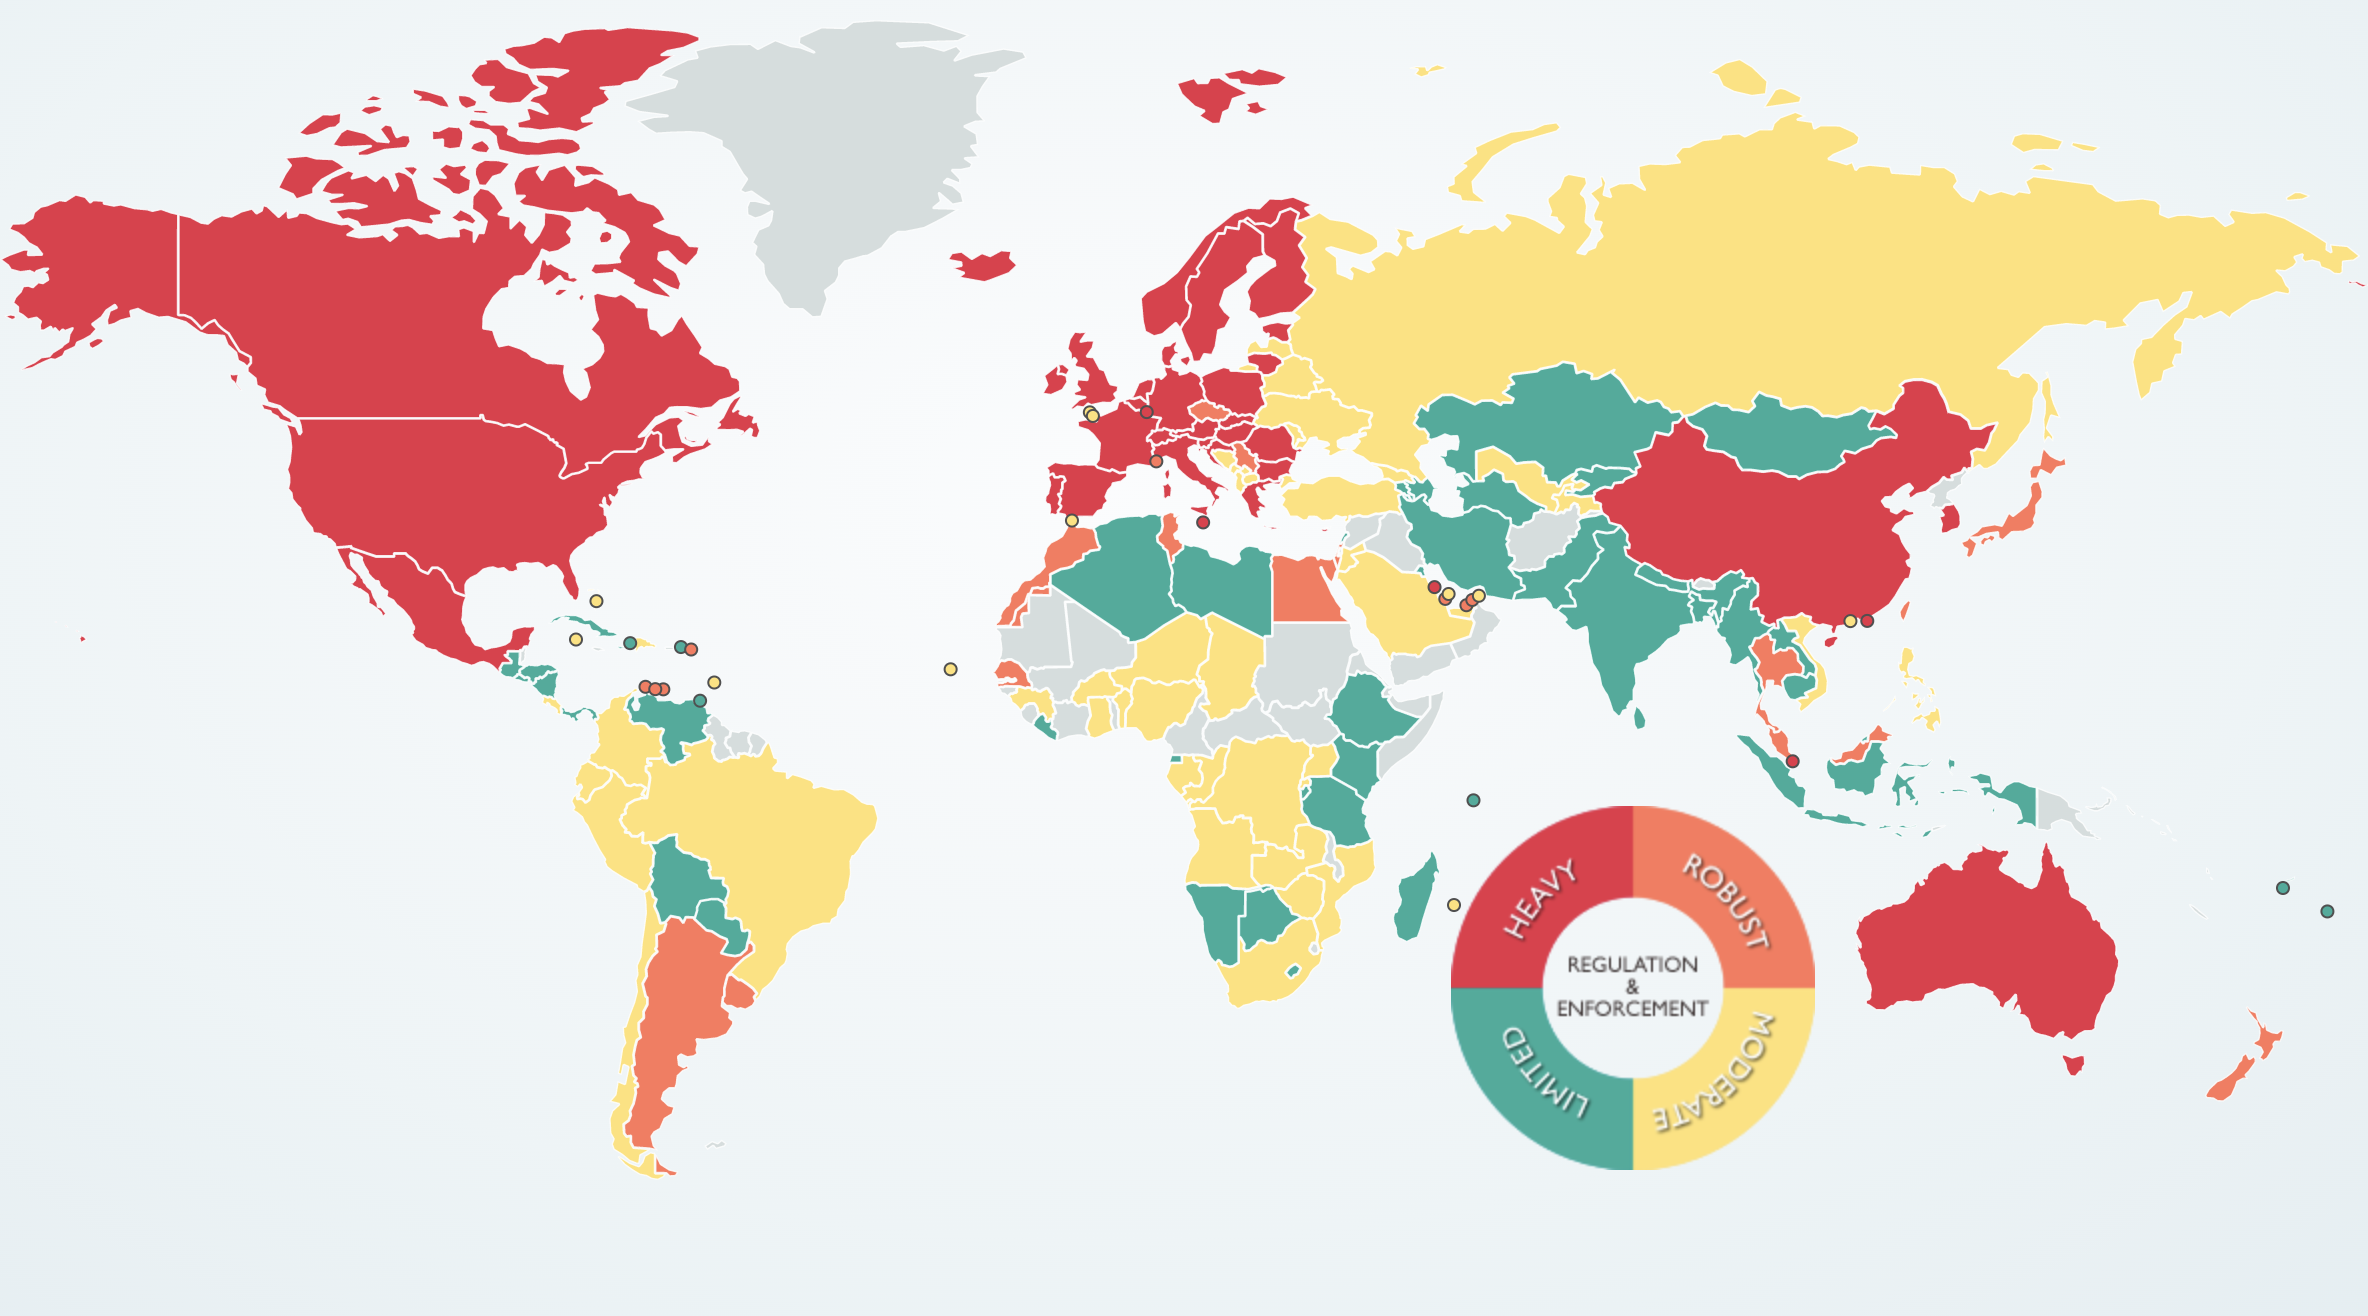 HEAVY
ROBUST
REGULATION
&
ENFORCEMENT
LIMITED
MODERATE